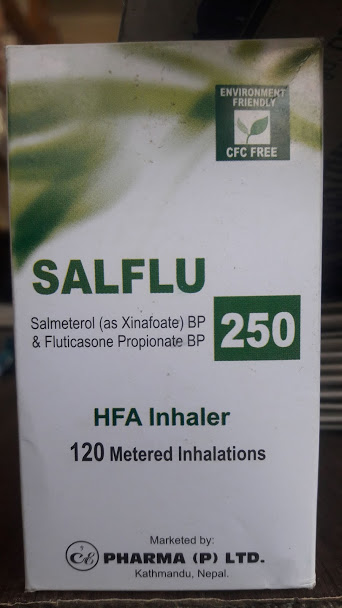 ENVIRONMENT
FRIENDLY
CFC FREE
SALFLU
Salmeterol (as Xinafoate) BP
& Fluticasone Propionate BP
250
HFA Inhaler
120 Metered Inhalations
Marketed by:
PHARMA (P) LTD.
Kathmandu, Nepal.